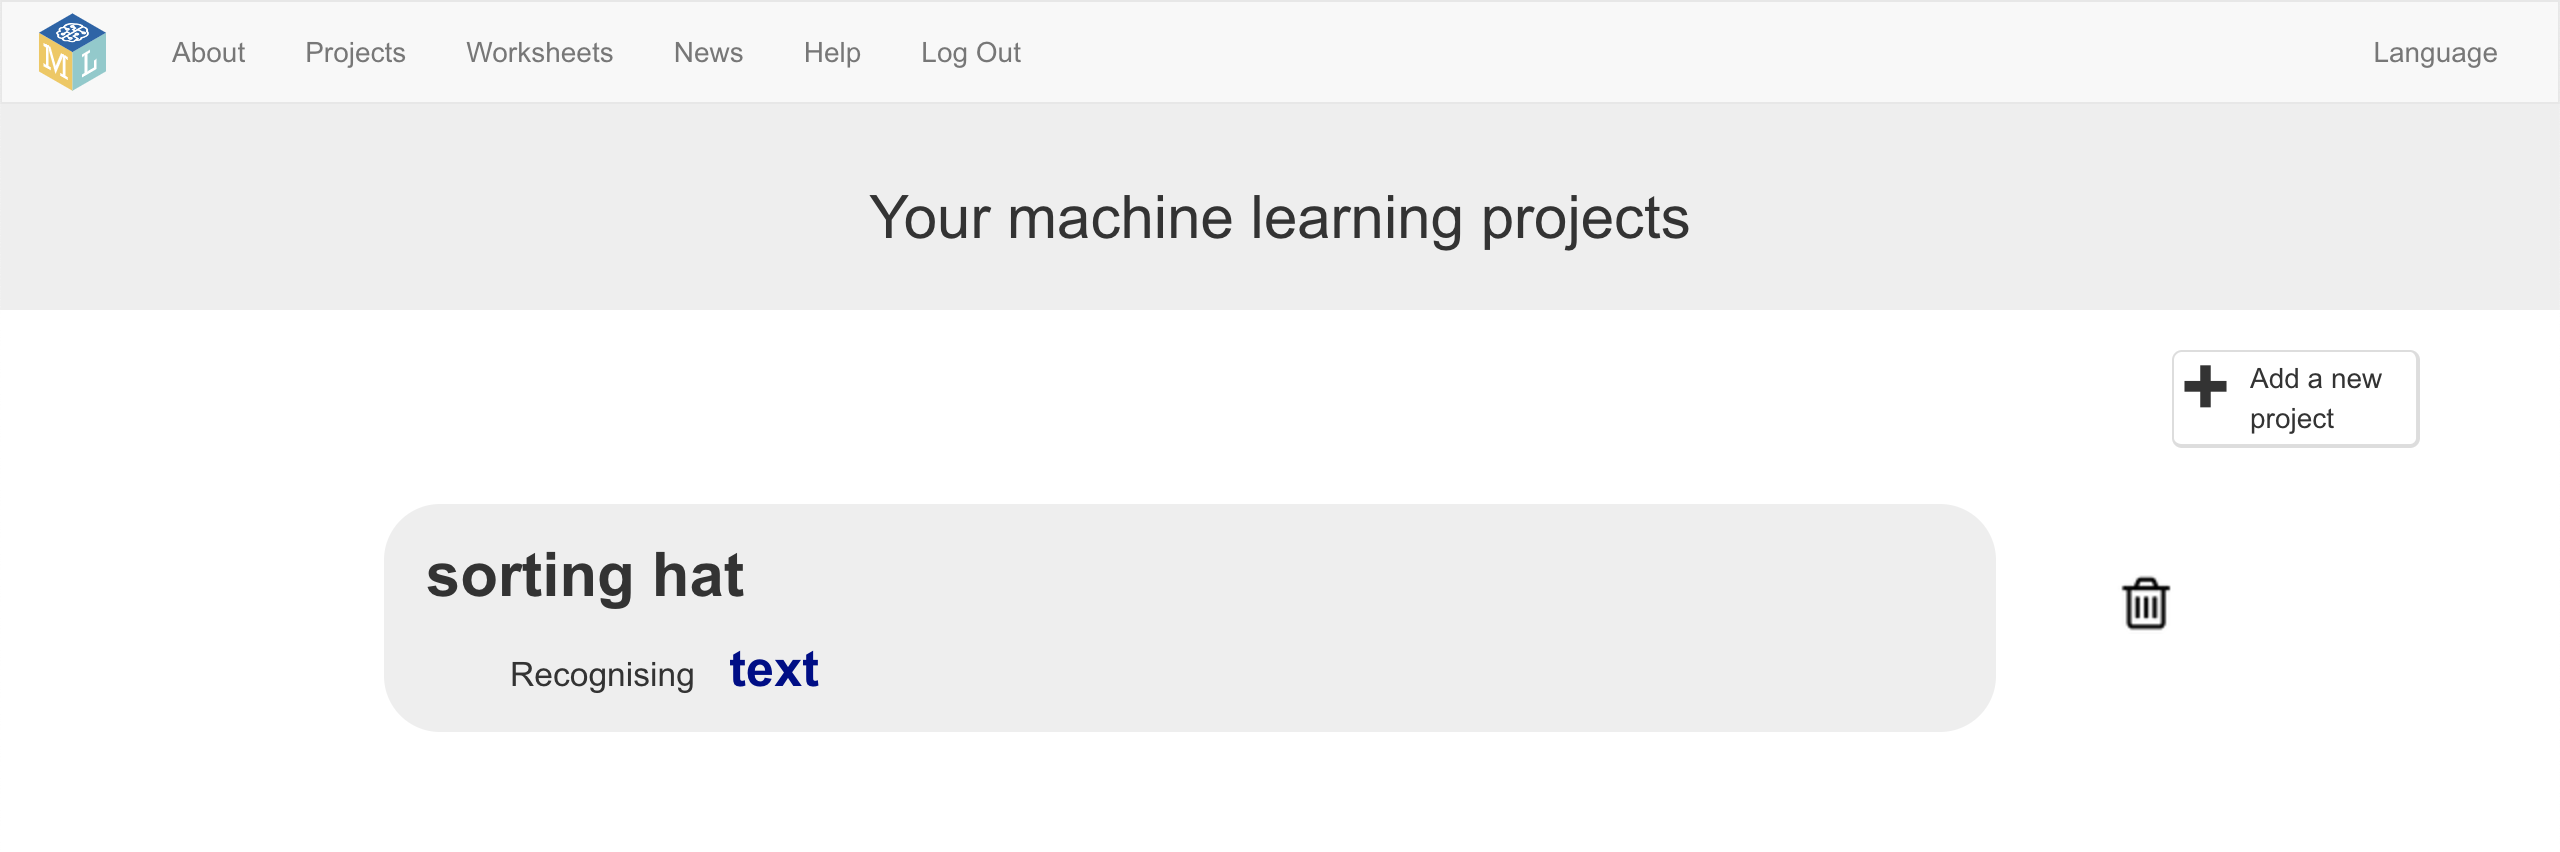 ML
About Projects Worksheets News Help Log Out Language
Your machine learning projects
Add a new
project
sorting hat
Recognising text